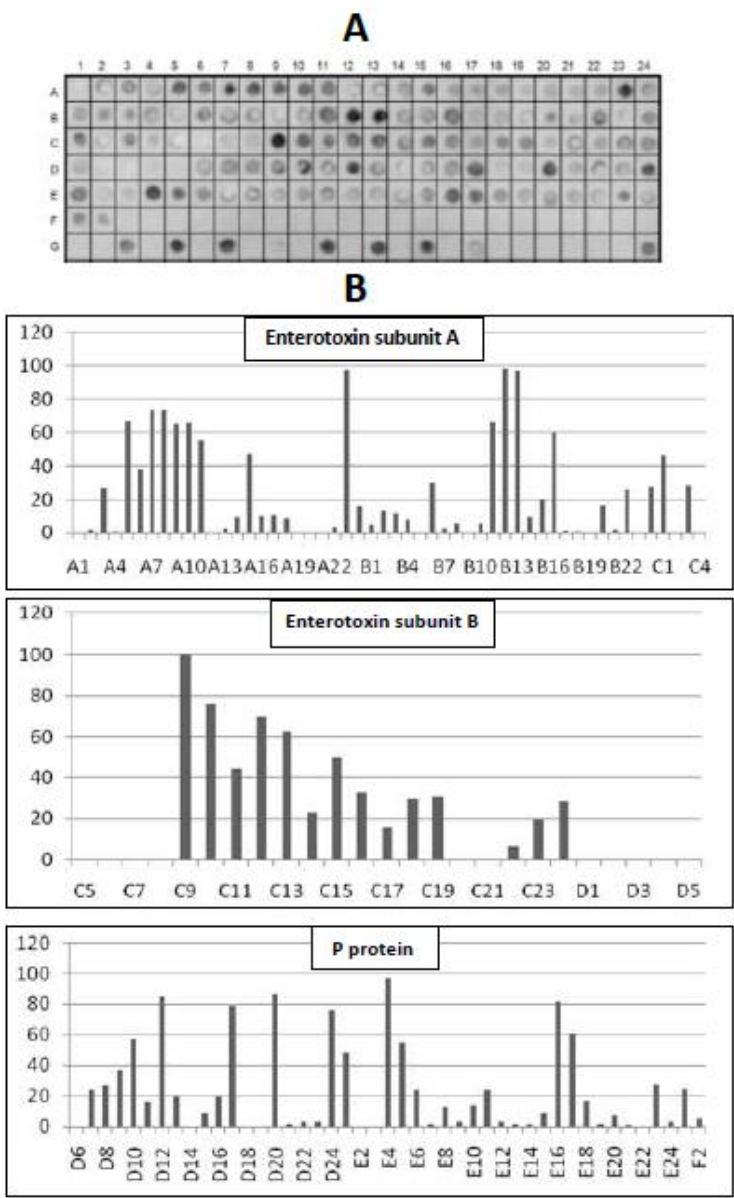 A
1 2 3 4 5 6 7 8 9 10 11 12 13 14 15 16 17 18 19 20 21 22 23 24
A
B
C
D
E
F
G
B
Enterotoxin subunit A
120
100
80
60
40
20
0
A1 A4 A7 A10 A13 A16 A19 A22 B1 B4 B7 B10 B13 B16 B19 B22 C1 C4
Enterotoxin subunit B
120
100
80
60
40
20
0
C5 C7 C9 C11 C13 C15 C17 C19 C21 C23 D1 D3 D5
P protein
120
100
80
60
40
20
0
D6 D8 D10 D12 D14 D16 D18 D20 D22 D24 E2 E4 E6 E8 E10 E12 E14 E16 E18 E20 E22 E24 F2